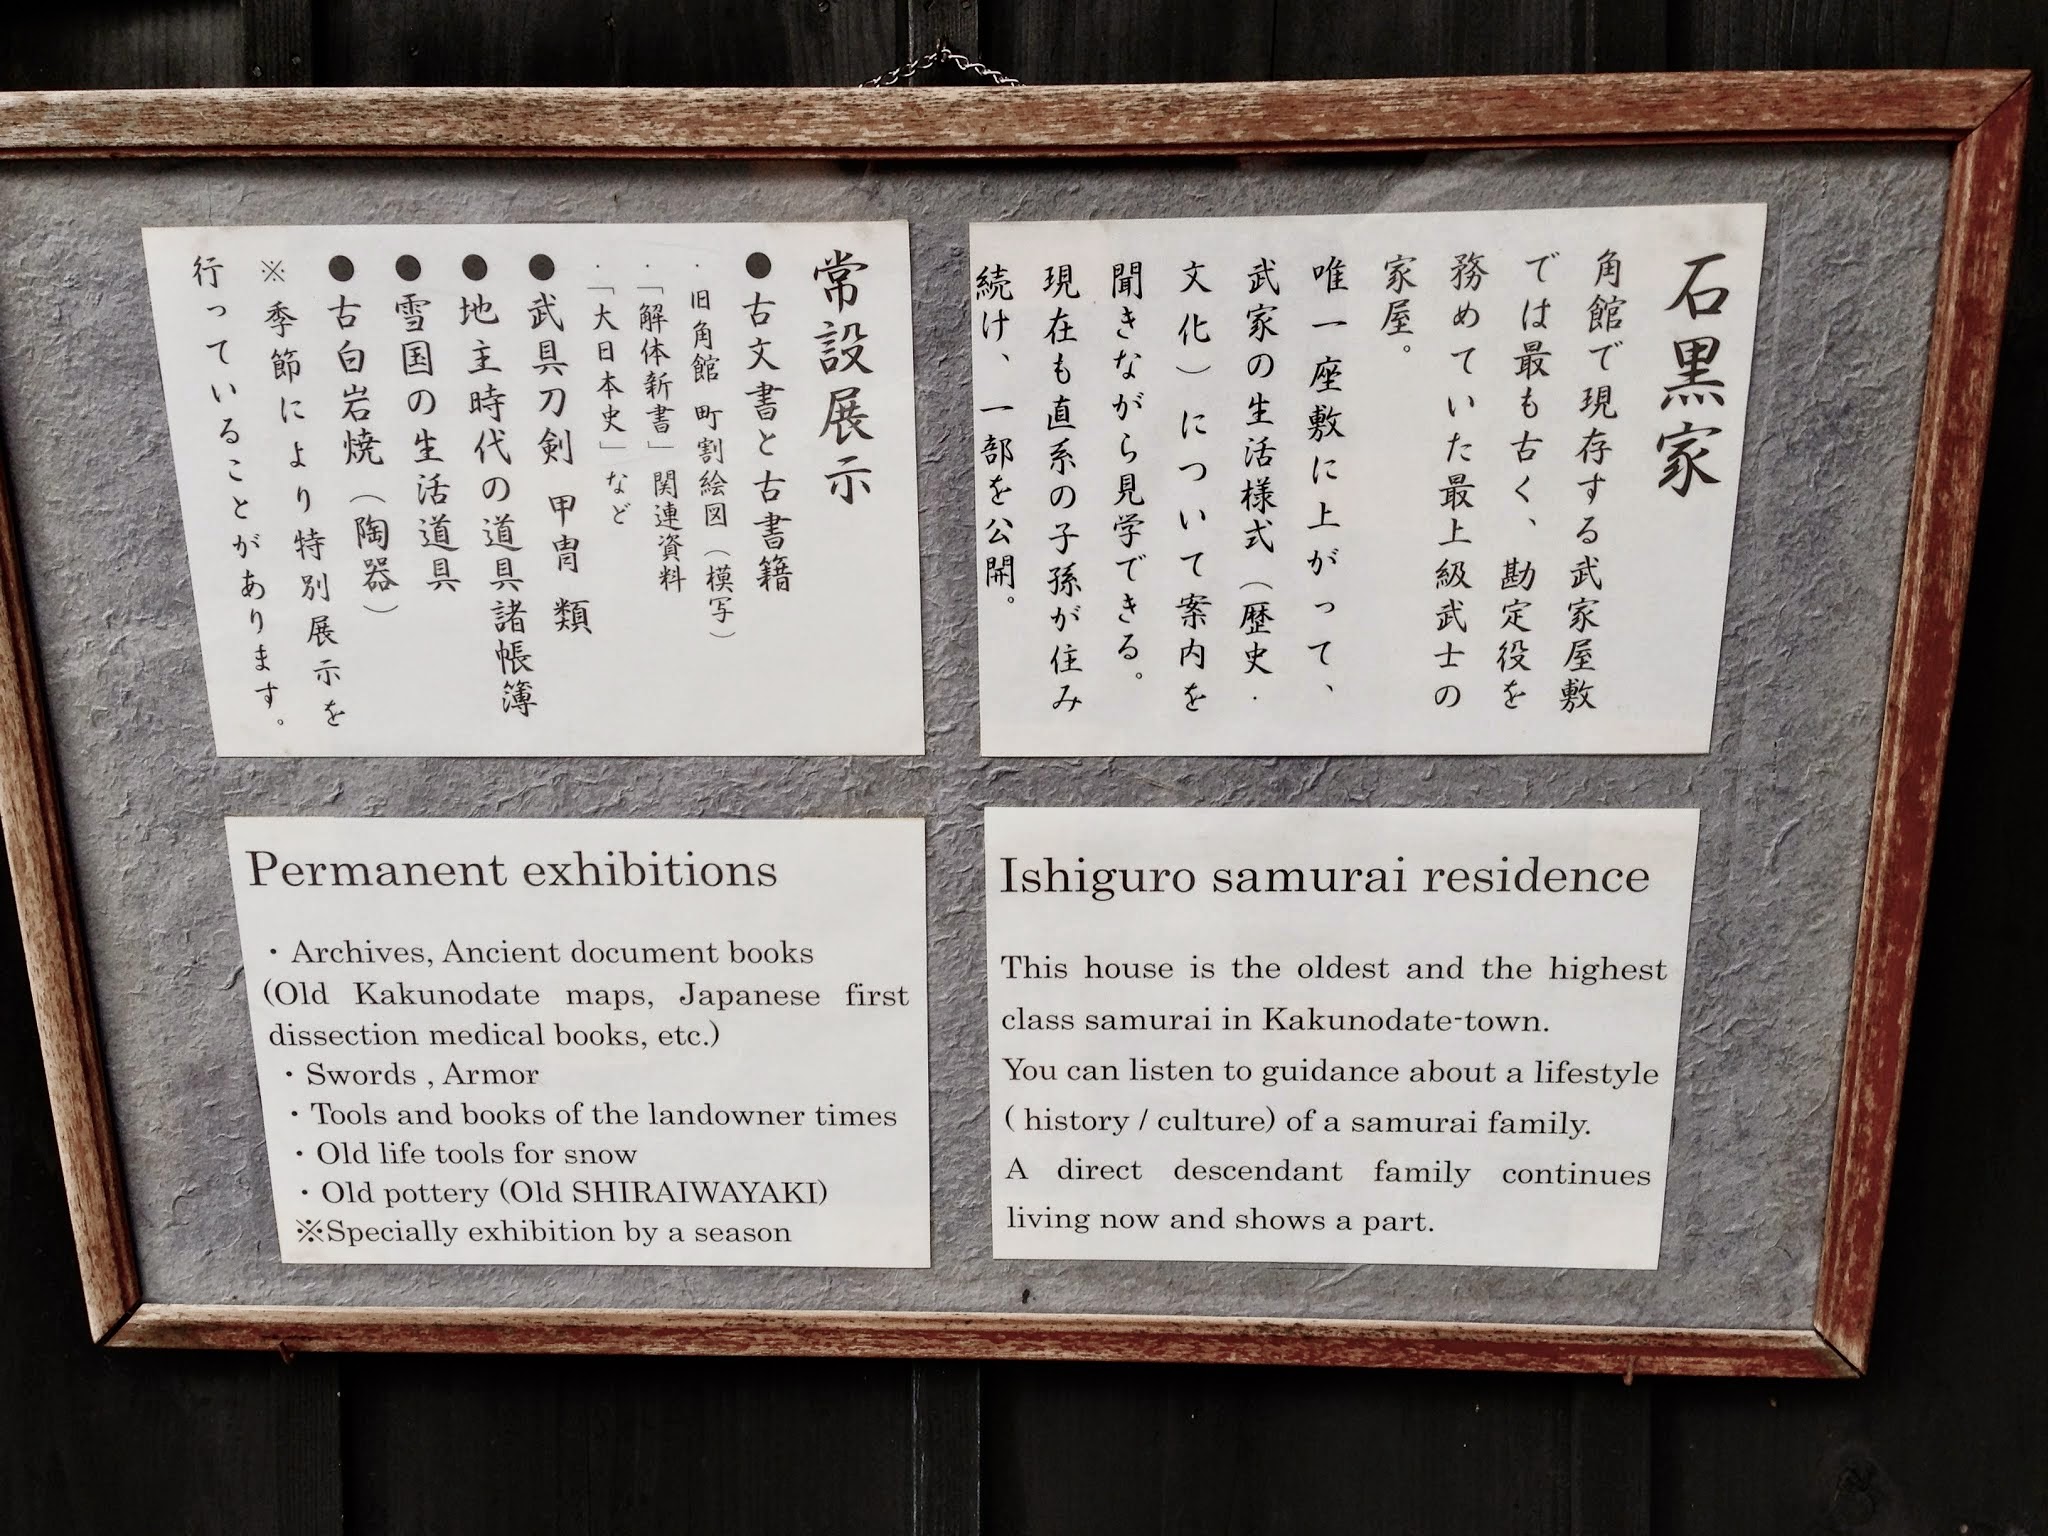 石黒家
角館で現存する武家屋敷
では最も古く、勘定役を
務めていた最上級武士の
家屋。
唯一座敷に上がって、
武家の生活様式（歴史・
文化）について案内を
聞きながら見学できる。
現在も直系の子孫が住み
続け、一部を公開。
常設展示
●古文書と古書籍
・旧角館 町割絵図（模写）
・「解体新書」関連資料
・「大日本史」など
●武具刀剣 甲冑 類
●地主時代の道具諸帳簿
●雪国の生活道具
●古白岩焼（陶器）
※季節により特別展示を
行っていることがあります。
Ishiguro samurai residence
This house is the oldest and the highest
class samurai in Kakunodate-town.
You can listen to guidance about a lifestyle
( history / culture) of a samurai family.
A direct descendant family continues
living now and shows a part.
Permanent exhibitions
・Archives, Ancient document books
(Old Kakunodate maps, Japanese first
dissection medical books, etc.)
・Swords , Armor
・Tools and books of the landowner times
・Old life tools for snow
・Old pottery (Old SHIRAIWAYAKI)
※Specially exhibition by a season